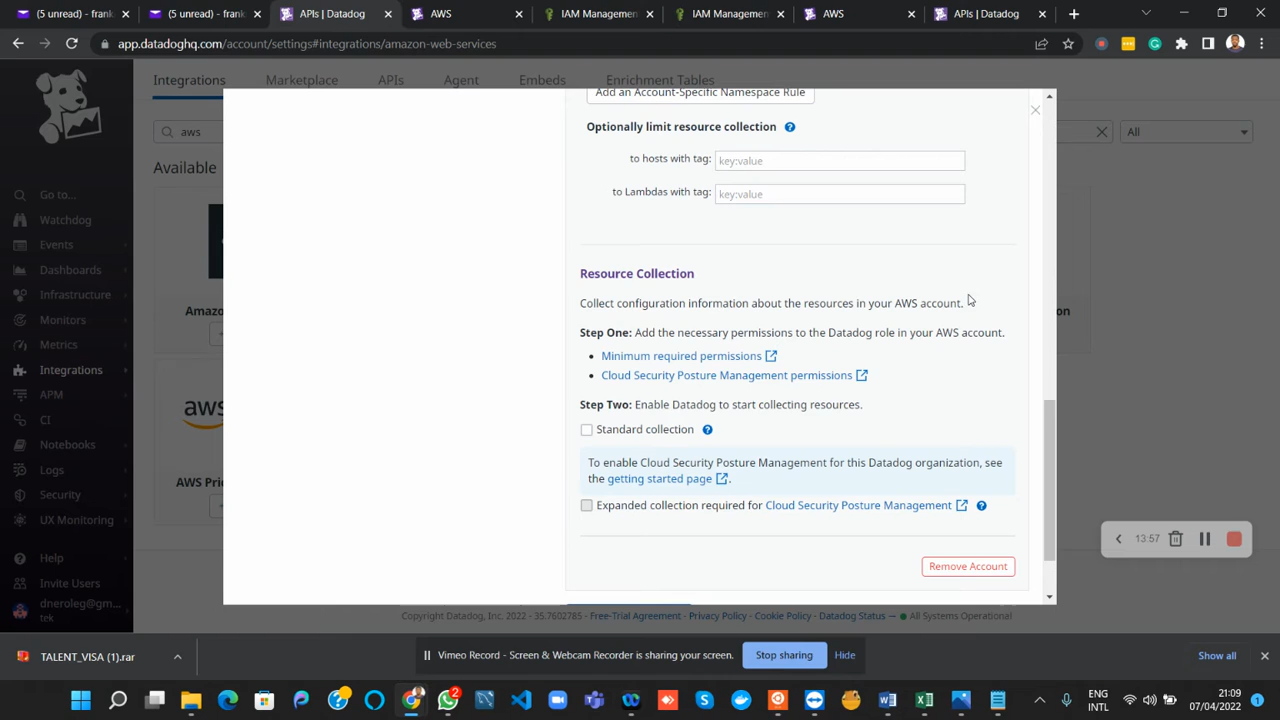 (5 unread) - frank
(5 unread) - frank
APIs | Datadog
AWS
IAM Management
IAM Management
AWS
APIs | Datadog
app.datadoghq.com/account/settings#integrations/amazon-web-services
Integrations
Marketplace
APIs
Agent
Embeds
Enrichment Tables
aws
All
Available
Amazo
on
aws
AWS Pri
Go to...
Watchdog
Events
Dashboards
Infrastructure
Monitors
Metrics
Integrations
APM
CI
Notebooks
Logs
Security
UX Monitoring
Help
Invite Users
dneroleg@gm...
tek
Add an Account-Specific Namespace Rule
Optionally limit resource collection
to hosts with tag: key:value
to Lambdas with tag: key:value
Resource Collection
Collect configuration information about the resources in your AWS account.
Step One: Add the necessary permissions to the Datadog role in your AWS account.
Minimum required permissions
Cloud Security Posture Management permissions
Step Two: Enable Datadog to start collecting resources.
Standard collection
To enable Cloud Security Posture Management for this Datadog organization, see
the getting started page.
Expanded collection required for Cloud Security Posture Management
Remove Account
13:57
Copyright Datadog, Inc. 2022 - 35.7602785 - Free-Trial Agreement - Privacy Policy - Cookie Policy - Datadog Status — All Systems Operational
TALENT_VISA (1).rar
Vimeo Record - Screen & Webcam Recorder is sharing your screen.
Stop sharing
Hide
Show all
2
ENG
INTL
21:09
07/04/2022